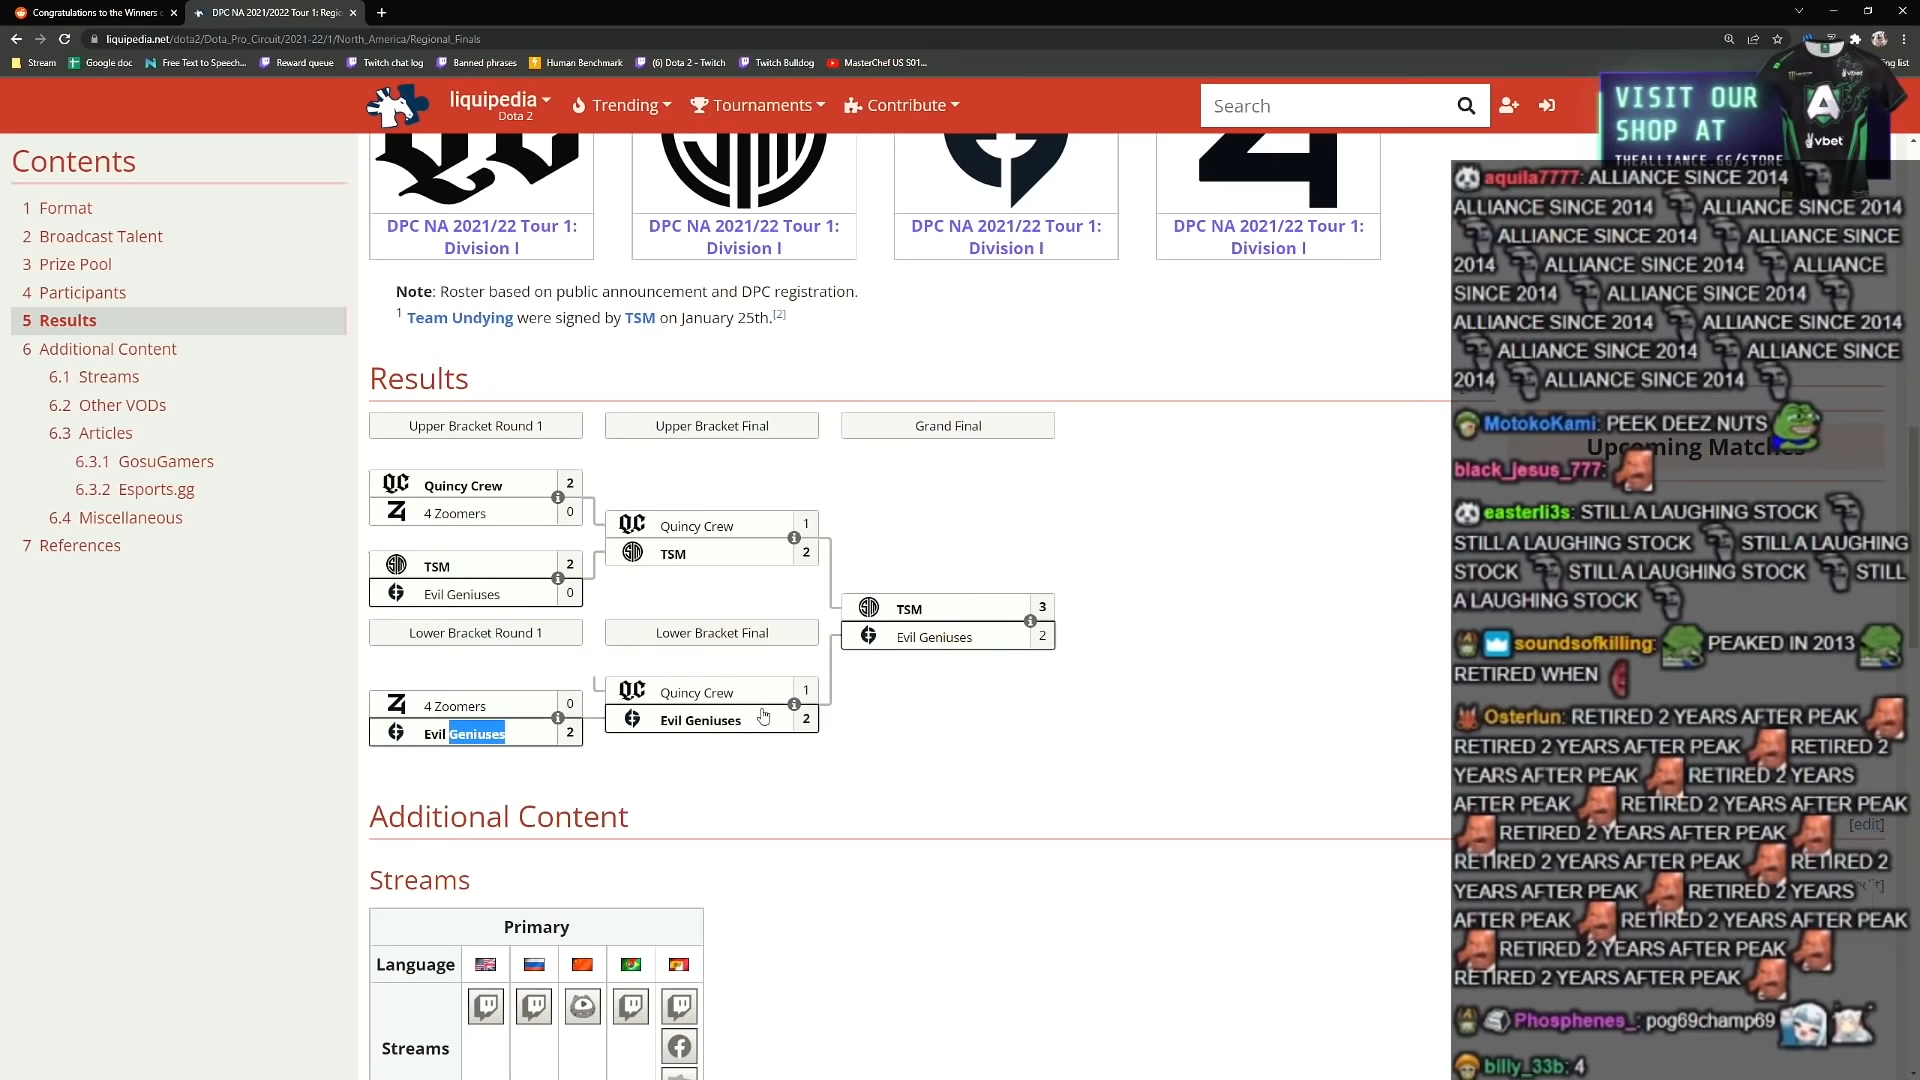 Congratulations to the Winners
DPC NA 2021/2022 Tour 1: Regio
liquipedia.net/dota2/Dota_Pro_Circuit/2021-22/1/North_America/Regional_Finals
Stream
Google doc
Free Text to Speech...
Reward queue
Twitch chat log
Banned phrases
Human Benchmark
(6) Dota 2 - Twitch
Twitch Bulldog
MasterChef US S01...
ing list
liquipedia
Dota 2
Trending
Tournaments
Contribute
Search
VISIT OUR
SHOP AT
THEALLIANCE.GG/STORE
vbet
Contents
1 Format
2 Broadcast Talent
3 Prize Pool
4 Participants
5 Results
6 Additional Content
6.1 Streams
6.2 Other VODs
6.3 Articles
6.3.1 GosuGamers
6.3.2 Esports.gg
6.4 Miscellaneous
7 References
DPC NA 2021/22 Tour 1:
Division I
DPC NA 2021/22 Tour 1:
Division I
DPC NA 2021/22 Tour 1:
Division I
DPC NA 2021/22 Tour 1:
Division I
Note: Roster based on public announcement and DPC registration.
1 Team Undying were signed by TSM on January 25th.[2]
Results
Upper Bracket Round 1
Upper Bracket Final
Grand Final
Quincy Crew 2
4 Zoomers 0
Quincy Crew 1
TSM 2
TSM 2
Evil Geniuses 0
TSM 3
Evil Geniuses 2
Lower Bracket Round 1
Lower Bracket Final
Quincy Crew 1
Evil Geniuses 2
4 Zoomers 0
Evil Geniuses 2
Additional Content
Streams
Primary
Language
Streams
Upcoming Matches
[edit]
aquila7777: ALLIANCE SINCE 2014
ALLIANCE SINCE 2014 ALLIANCE SINCE 2014
ALLIANCE SINCE 2014 ALLIANCE SINCE
2014 ALLIANCE SINCE 2014 ALLIANCE
SINCE 2014 ALLIANCE SINCE 2014
ALLIANCE SINCE 2014 ALLIANCE SINCE 2014
ALLIANCE SINCE 2014 ALLIANCE SINCE
2014 ALLIANCE SINCE 2014
MotokoKami: PEEK DEEZ NUTS
black_jesus_777:
easterli3s: STILL A LAUGHING STOCK
STILL A LAUGHING STOCK STILL A LAUGHING
STOCK STILL A LAUGHING STOCK STILL
A LAUGHING STOCK
soundsofkilling: PEAKED IN 2013
RETIRED WHEN
Osterlun: RETIRED 2 YEARS AFTER PEAK
RETIRED 2 YEARS AFTER PEAK RETIRED 2
YEARS AFTER PEAK RETIRED 2 YEARS
AFTER PEAK RETIRED 2 YEARS AFTER PEAK
RETIRED 2 YEARS AFTER PEAK
RETIRED 2 YEARS AFTER PEAK RETIRED 2
YEARS AFTER PEAK RETIRED 2 YEARS
AFTER PEAK RETIRED 2 YEARS AFTER PEAK
RETIRED 2 YEARS AFTER PEAK
RETIRED 2 YEARS AFTER PEAK
Phosphenes_: pog69champ69
billy_33b: 4